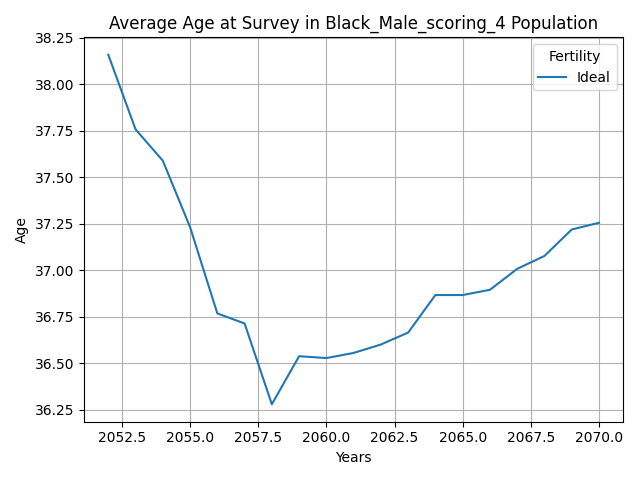 Average Age at Survey in Black_Male_scoring_4 Population
38.25
38.00
37.75
37.50
37.25
37.00
36.75
36.50
36.25
Age
Fertility
Ideal
2052.5 2055.0 2057.5 2060.0 2062.5 2065.0 2067.5 2070.0
Years